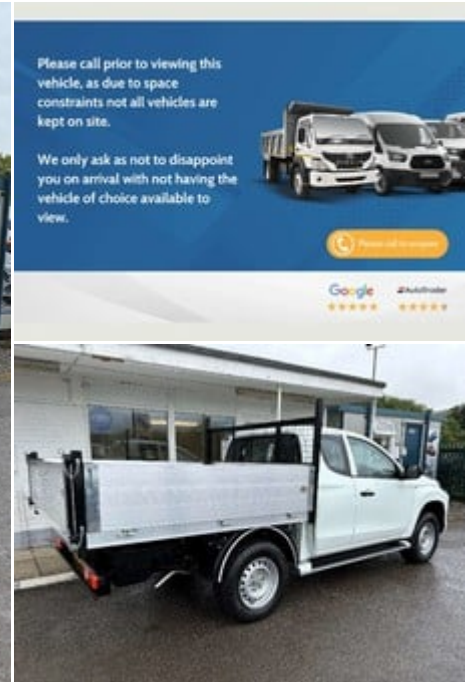 Please call prior to viewing this
vehicle, as due to space
constraints not all vehicles are
kept on site.
We only ask as not to disappoint
you on arrival with not having the
vehicle of choice available to
view.
Please call to enquire
Google
AutoTrader